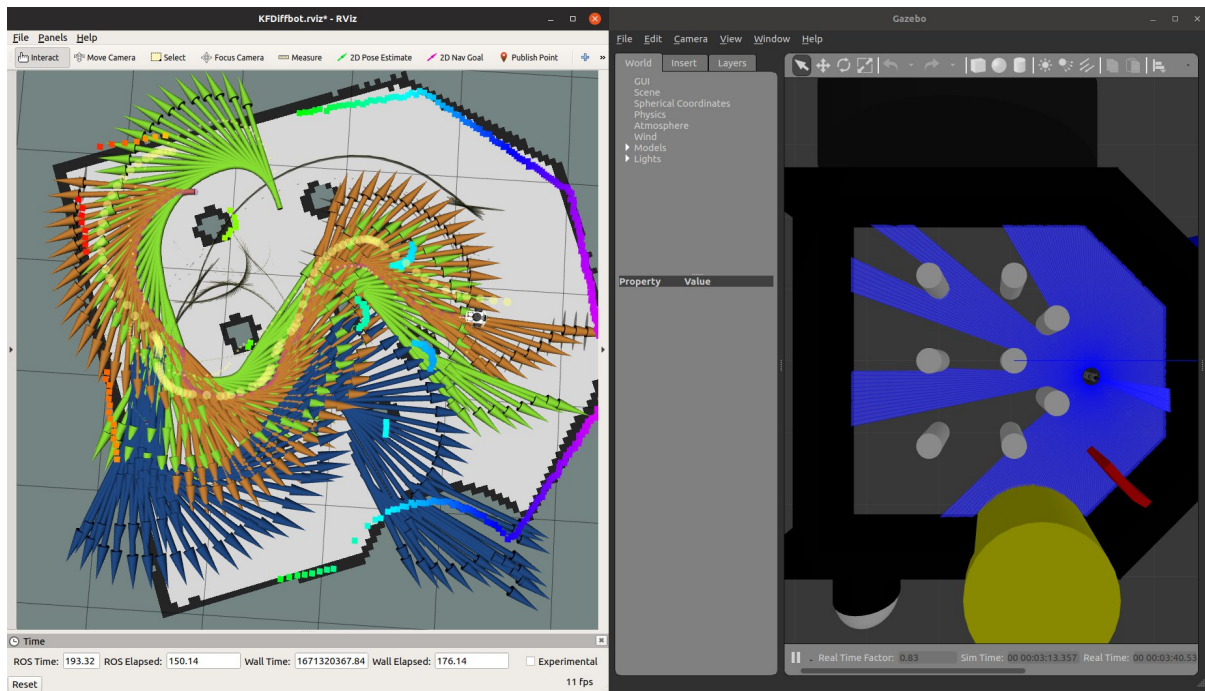 KFDiffbot.rviz* - RViz
File Panels Help
Interact Move Camera Select Focus Camera Measure 2D Pose Estimate 2D Nav Goal Publish Point »
Time
ROS Time: 193.32 ROS Elapsed: 150.14 Wall Time: 1671320367.84 Wall Elapsed: 176.14 Experimental
Reset 11 fps
Gazebo
File Edit Camera View Window Help
World Insert Layers
GUI
Scene
Spherical Coordinates
Physics
Atmosphere
Wind
Models
Lights
Property Value
Real Time Factor: 0.83 Sim Time: 00 00:03:13.357 Real Time: 00 00:03:40.53